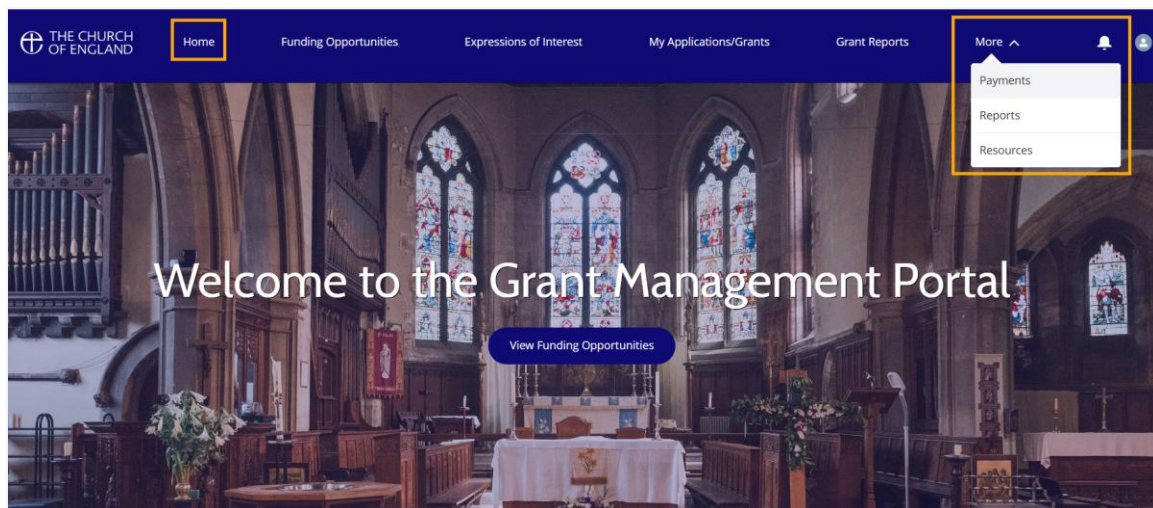 THE CHURCH
OF ENGLAND
Home
Funding Opportunities
Expressions of Interest
My Applications/Grants
Grant Reports
More
Payments
Reports
Resources
Welcome to the Grant Management Portal
View Funding Opportunities